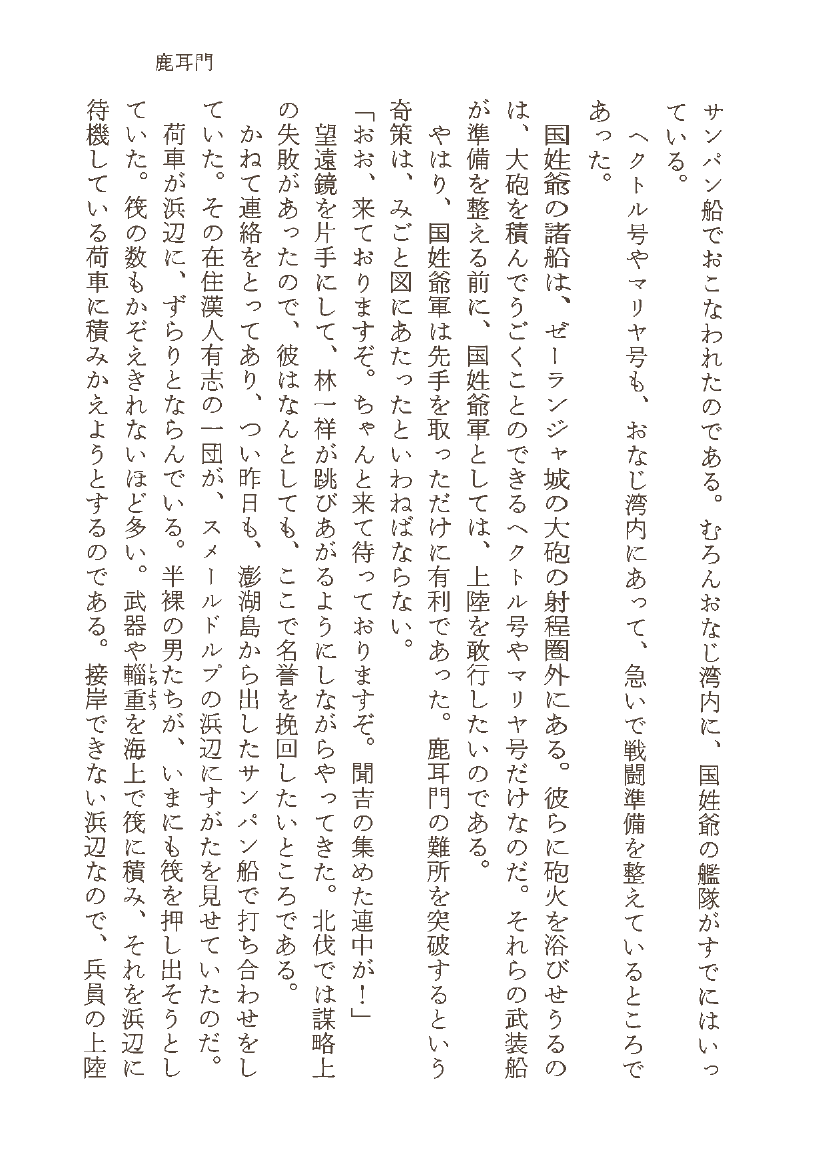 鹿耳門
サンパン船でおこなわれたのである。むろんおなじ湾内に、国姓爺の艦隊がすでにはいっ
ている。
ヘクトル号やマリヤ号も、おなじ湾内にあって、急いで戦闘準備を整えているところで
あった。
国姓爺の諸船は、ゼーランジャ城の大砲の射程圏外にある。彼らに砲火を浴びせうるの
は、大砲を積んでうごくことのできるヘクトル号やマリヤ号だけなのだ。それらの武装船
が準備を整える前に、国姓爺軍としては、上陸を敢行したいのである。
やはり、国姓爺軍は先手を取っただけに有利であった。鹿耳門の難所を突破するという
奇策は、みごと図にあたったといわねばならない。
「おお、来ておりますぞ。ちゃんと来て待っておりますぞ。聞吉の集めた連中が！」
望遠鏡を片手にして、林一祥が跳びあがるようにしながらやってきた。北伐では謀略上
の失敗があったので、彼はなんとしても、ここで名誉を挽回したいところである。
かねて連絡をとってあり、つい昨日も、澎湖島から出したサンパン船で打ち合わせをし
ていた。その在住漢人有志の一団が、スメールドルプの浜辺にすがたを見せていたのだ。
荷車が浜辺に、ずらりとならんでいる。半裸の男たちが、いまにも筏を押し出そうとし
ていた。筏の数もかぞえきれないほど多い。武器や輜重しちようを海上で筏に積み、それを浜辺に
待機している荷車に積みかえようとするのである。接岸できない浜辺なので、兵員の上陸